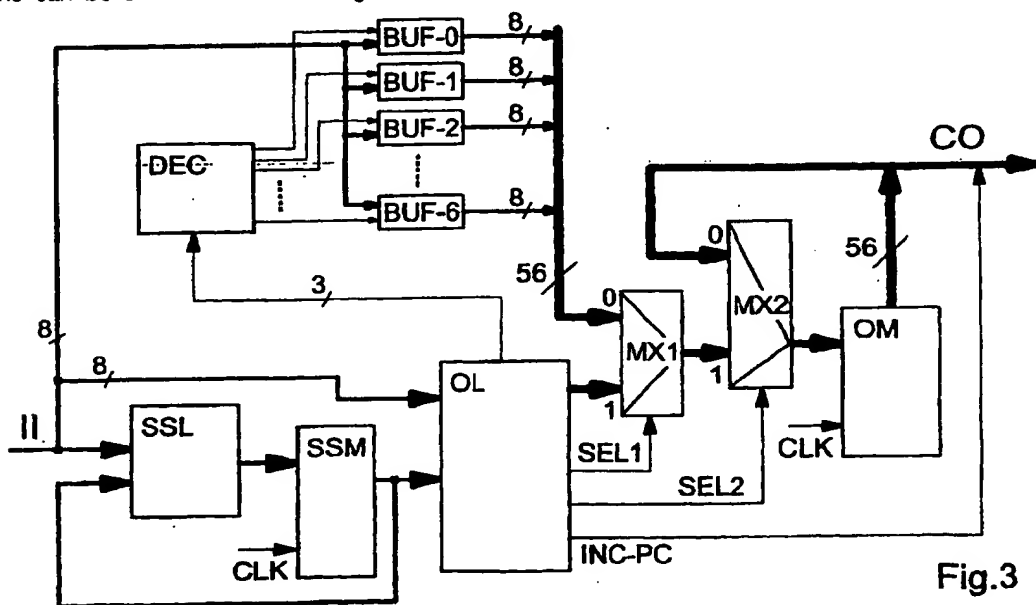 8
BUF-0
8
BUF-1
8
BUF-2
8
BUF-6
DEC
CO
56
0
0
56
MX2
MX1
OM
3
8
8
OL
1
1
II
SSL
SSM
SEL1
SEL2
CLK
CLK
INC-PC
Fig.3